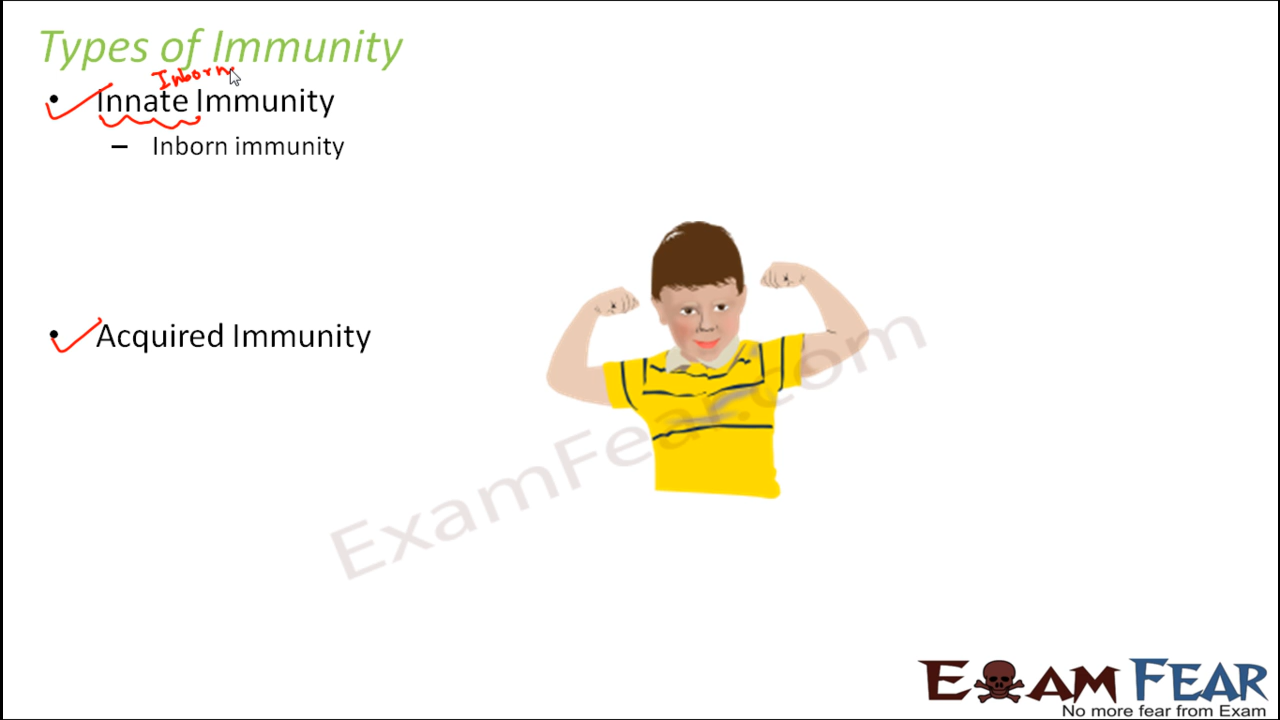 Types of Immunity
Inborn
• Innate Immunity
– Inborn immunity
• Acquired Immunity
ExamFear.com
EXAM FEAR
No more fear from Exam